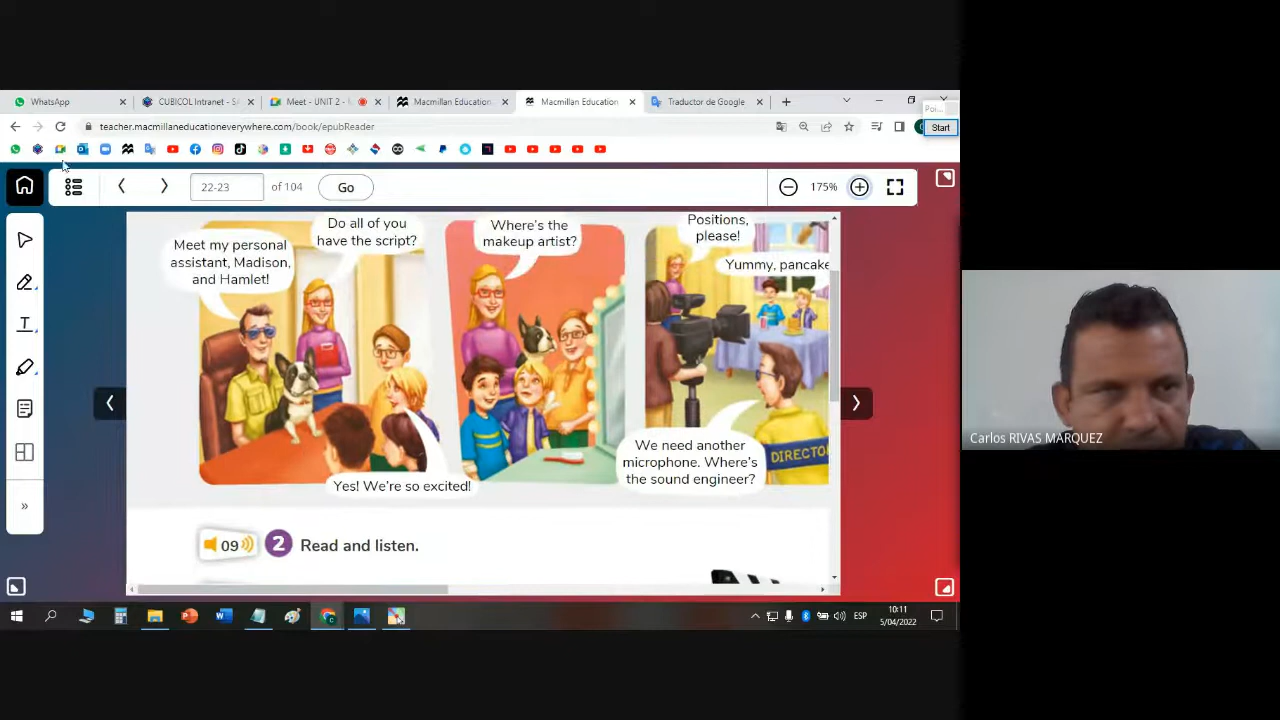 WhatsApp
CUBICOL Intranet - S
Meet - UNIT 2 -
Macmillan Education
Macmillan Education
Traductor de Google
Poi...
Start
teacher.macmillaneducationeverywhere.com/book/epubReader
22-23
of 104
Go
175%
Meet my personal
assistant, Madison,
and Hamlet!
Do all of you
have the script?
Yes! We're so excited!
Where's the
makeup artist?
Positions,
please!
Yummy, pancake
We need another
microphone. Where's
the sound engineer?
DIRECTO
09
2
Read and listen.
Carlos RIVAS MARQUEZ
ESP
10:11
5/04/2022